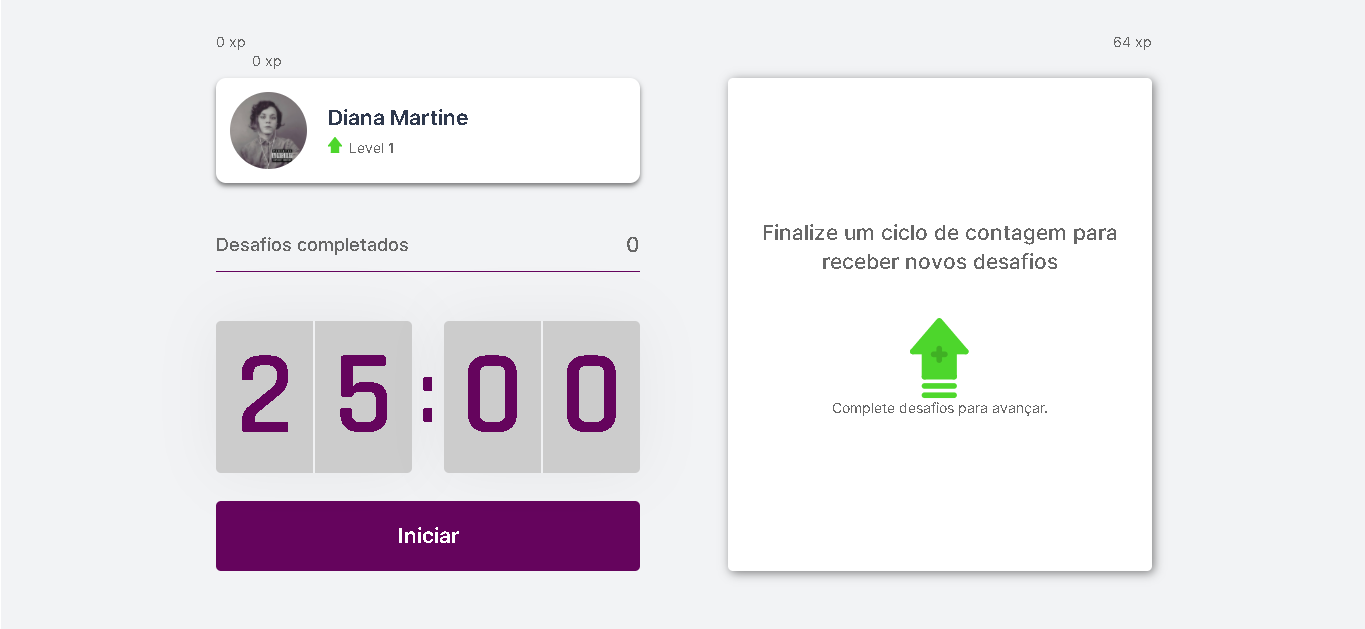 0 xp
64 xp
0 xp
Diana Martine
Level 1
Desafios completados
0
25:00
Iniciar
Finalize um ciclo de contagem para
receber novos desafios
Complete desafios para avançar.